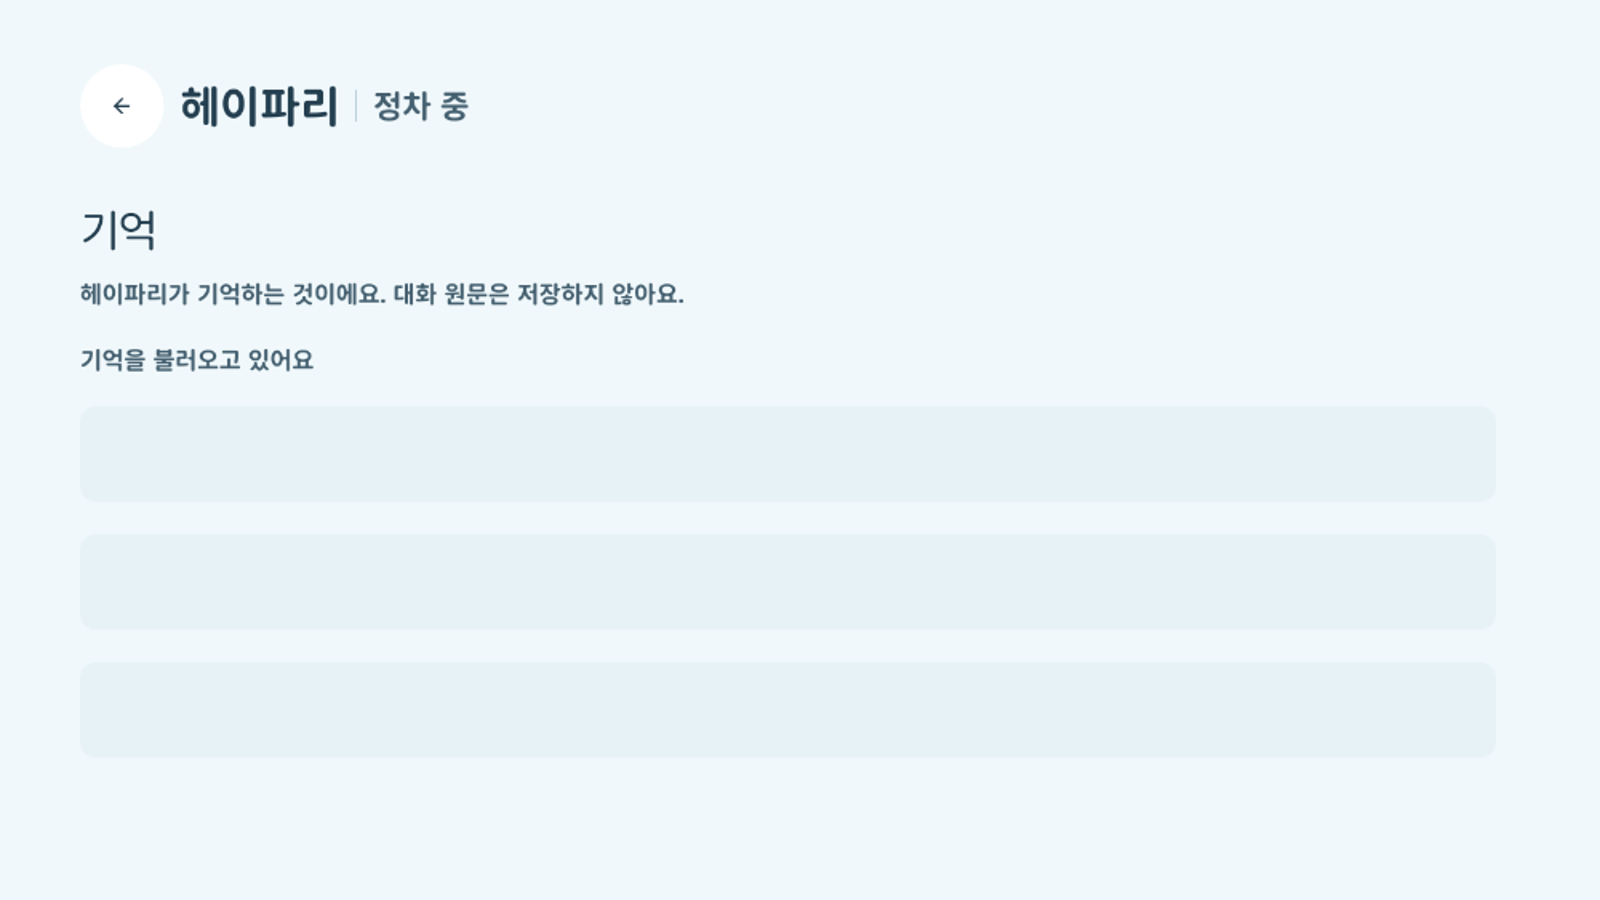 헤이파리 정차 중
기억
헤이파리가 기억하는 것이에요. 대화 원문은 저장하지 않아요.
기억을 불러오고 있어요